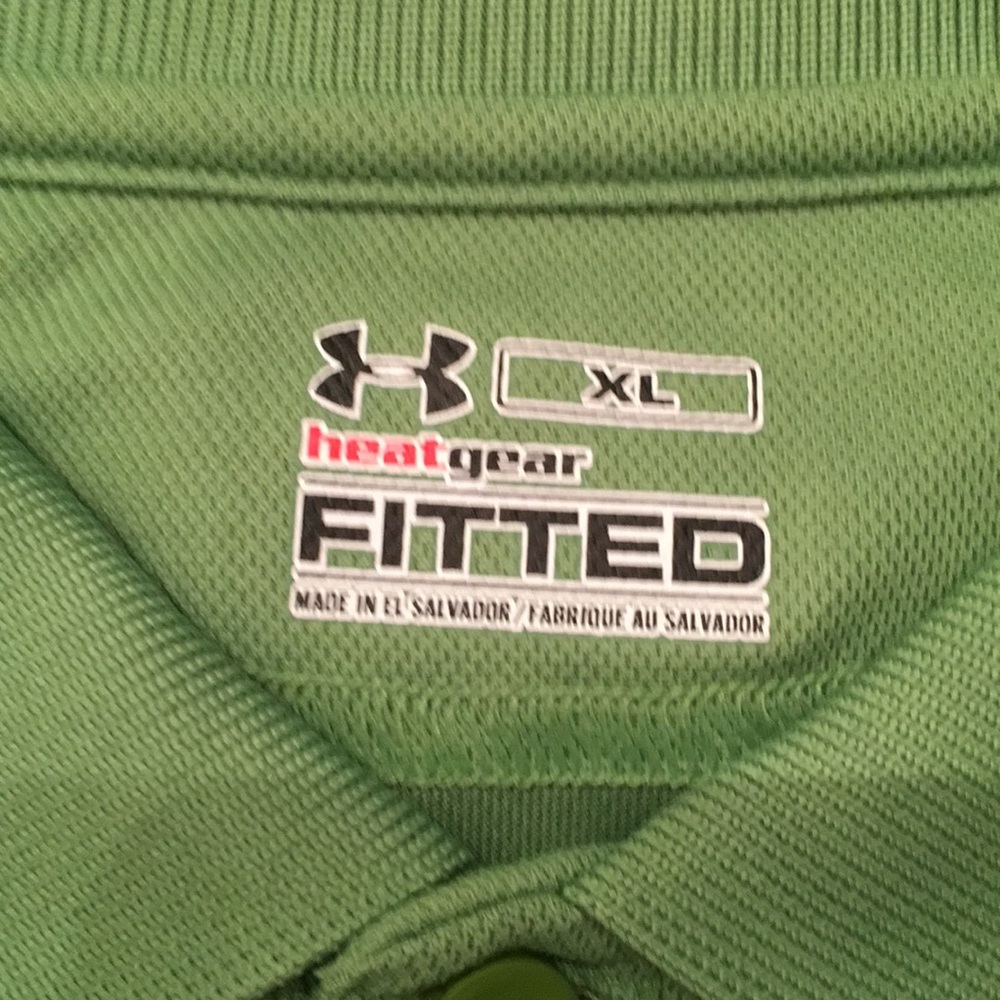 XL
heatgear
FITTED
MADE IN EL SALVADOR / FABRIQUE AU SALVADOR